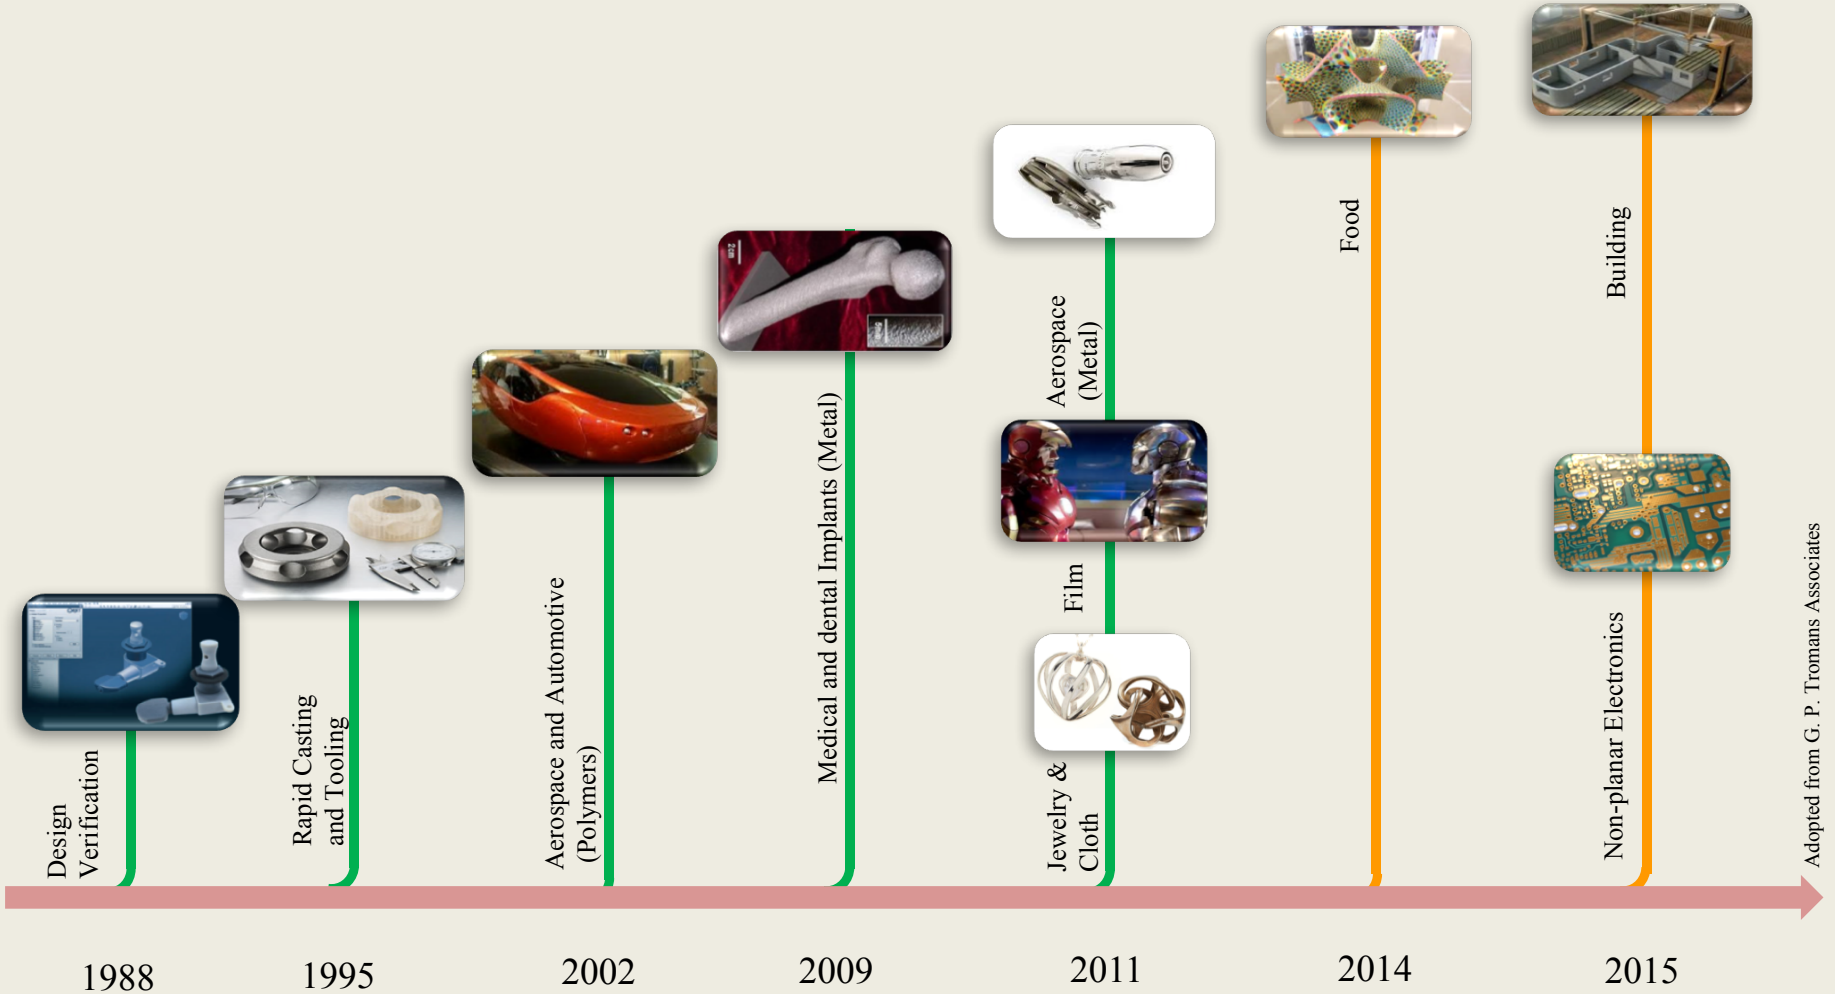 Design
Verification
Rapid Casting
and Tooling
Aerospace and Automotive
(Polymers)
Medical and dental Implants (Metal)
2cm
Aerospace
(Metal)
Film
Jewelry &
Cloth
Food
Building
Non-planar Electronics
Adopted from G. P. Tromans Associates
1988
1995
2002
2009
2011
2014
2015